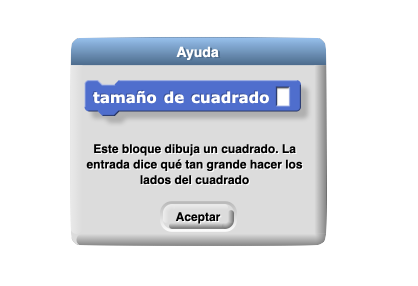 Ayuda
tamaño de cuadrado
Este bloque dibuja un cuadrado. La
entrada dice qué tan grande hacer los
lados del cuadrado
Aceptar